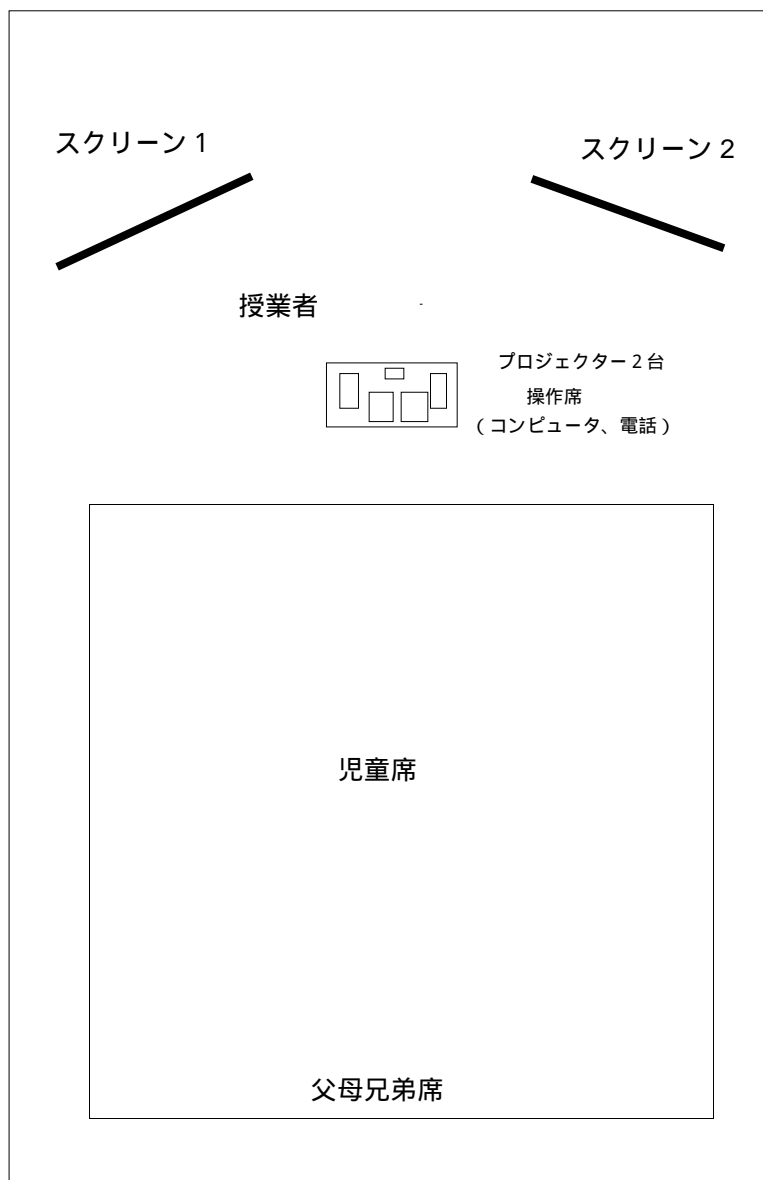 スクリーン1
スクリーン2
授業者
プロジェクター2台
操作席
(コンピュータ、電話)
児童席
父母兄弟席